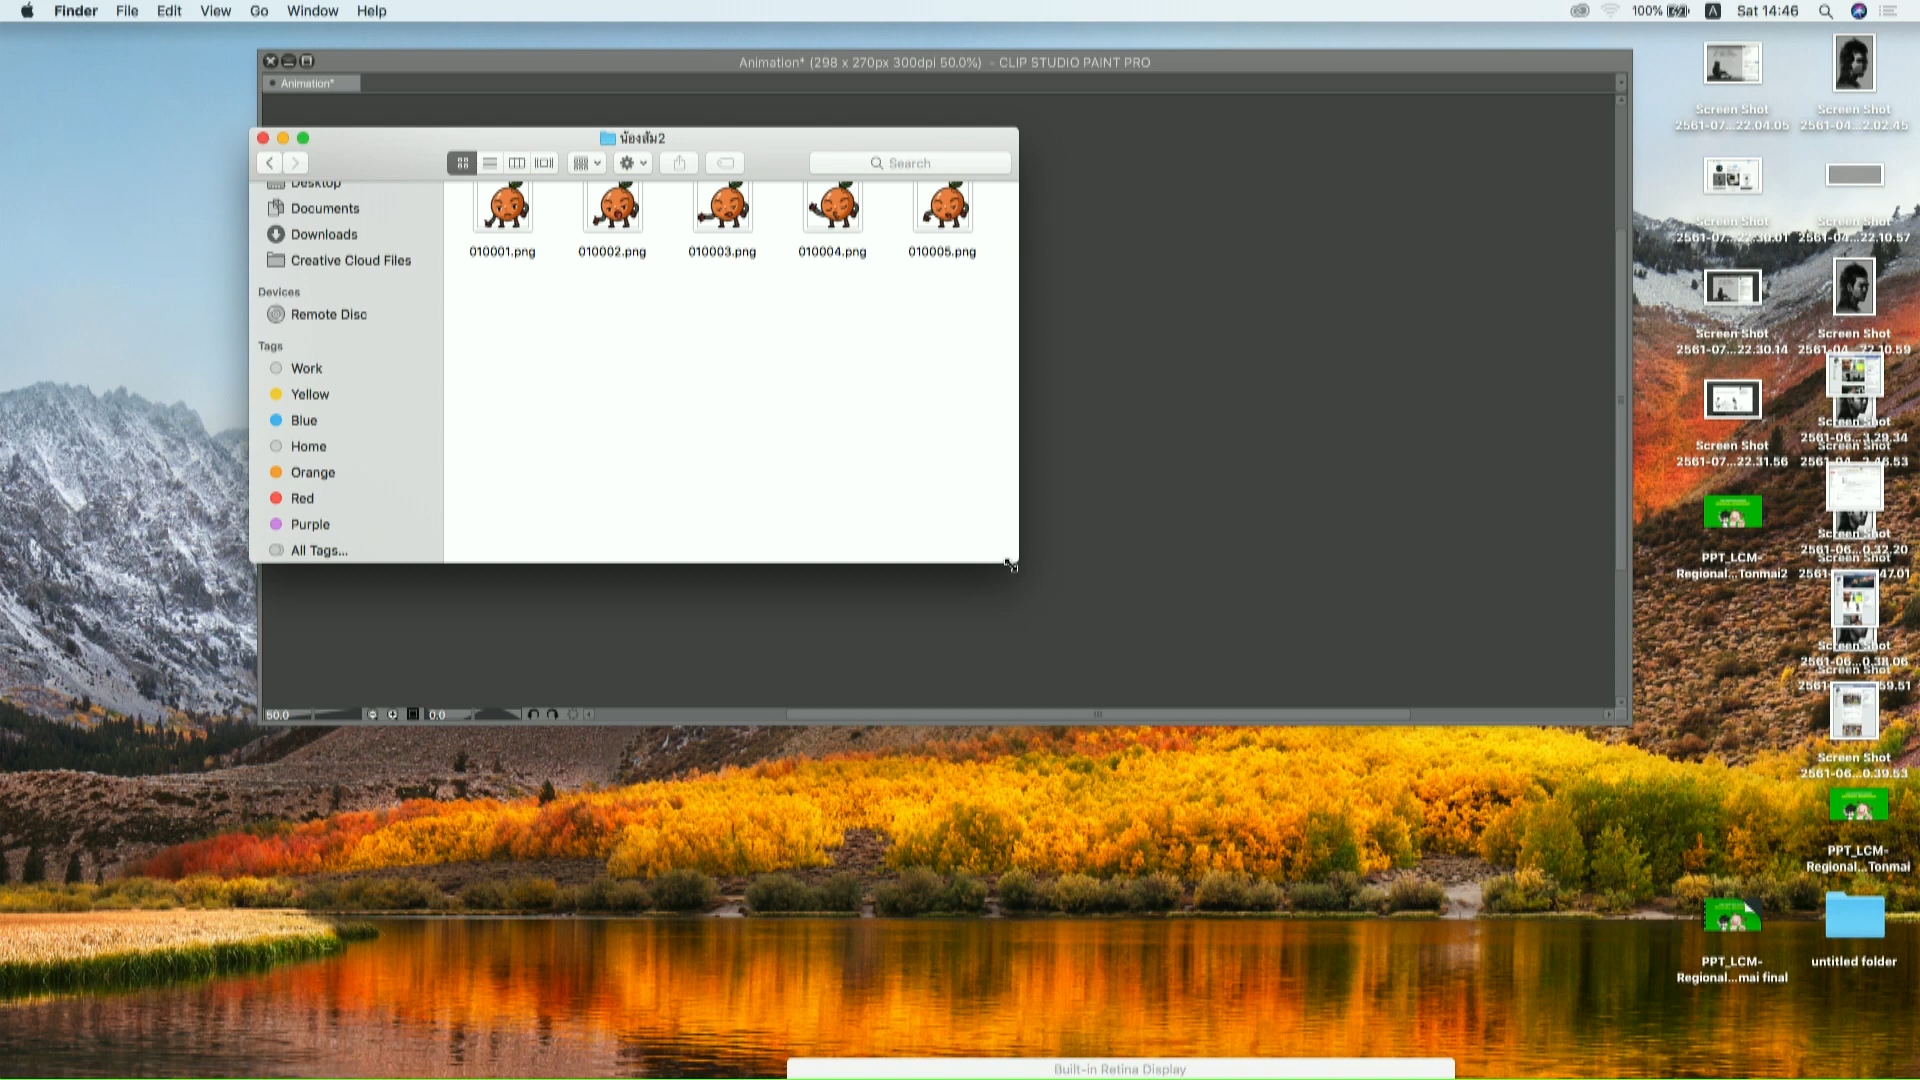 Finder File Edit View Go Window Help
100% A Sat 14:46
Animation* (298 x 270px 300dpi 50.0%) - CLIP STUDIO PAINT PRO
Animation*
น้องส้ม2
Search
Desktop
Documents
Downloads
Creative Cloud Files
Devices
Remote Disc
Tags
Work
Yellow
Blue
Home
Orange
Red
Purple
All Tags...
010001.png 010002.png 010003.png 010004.png 010005.png
50.0 0.0
Screen Shot
2561-07...22.04.05
Screen Shot
2561-04...2.02.45
Screen Shot
2561-07...22.30.01
Screen Shot
2561-04...22.10.57
Screen Shot
2561-07...22.30.14
Screen Shot
2561-04...22.10.59
Screen Shot
2561-07...22.31.56
Screen Shot
2561-06...3.29.34
Screen Shot
2561-04...2.46.53
PPT_LCM-
Regional...Tonmai2
Screen Shot
2561-06...0.32.20
Screen Shot
Screen Shot
2561-06...0.38.06
Screen Shot
Screen Shot
2561-06...0.39.53
PPT_LCM-
Regional...Tonmai
PPT_LCM-
Regional...mai final
untitled folder
Built-in Retina Display